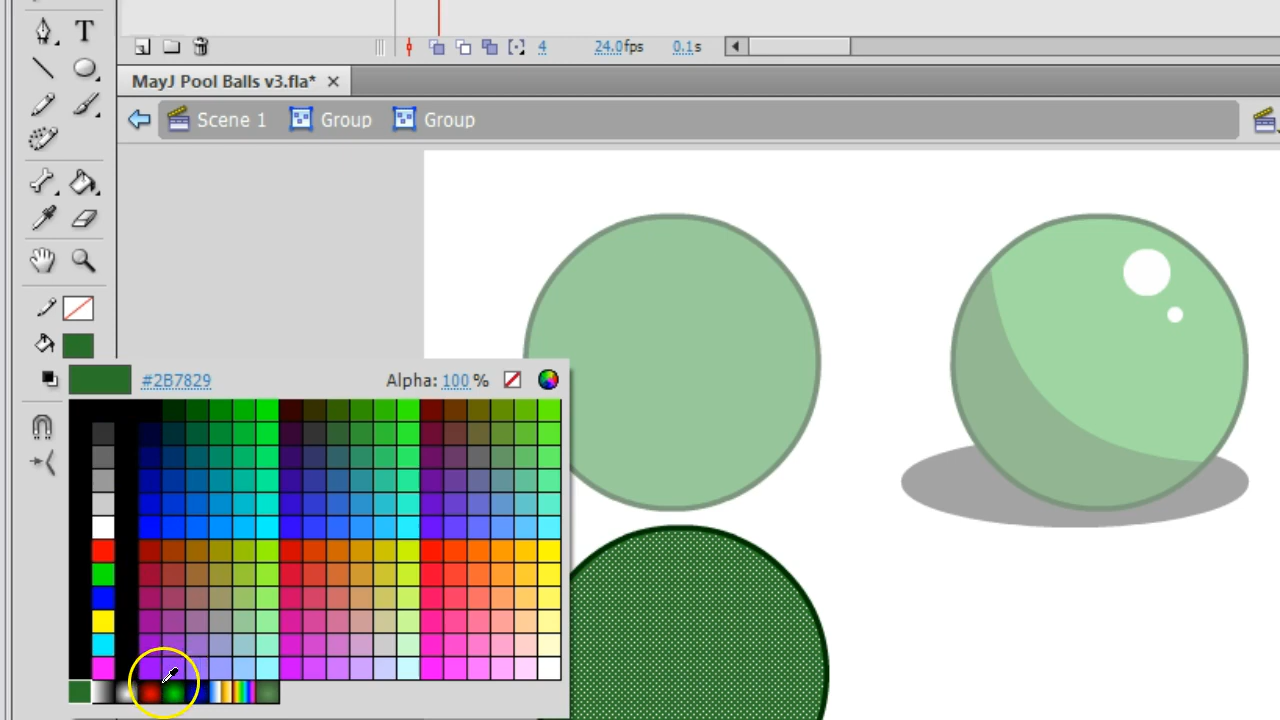 T
4 24.0fps 0.1s
MayJ Pool Balls v3.fla*
Scene 1 Group Group
#2B7829 Alpha: 100 %